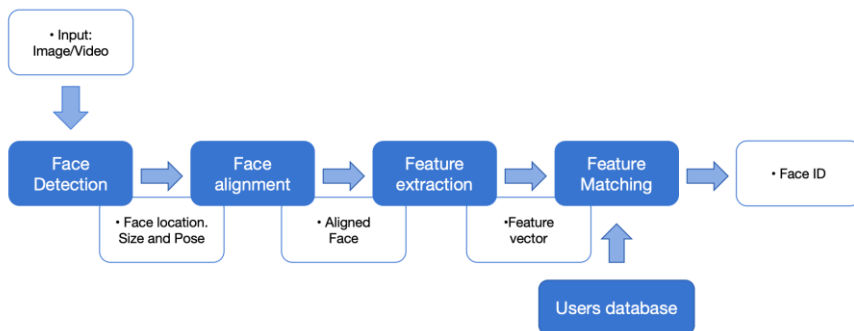 • Input:
Image/Video
Face
Detection
Face
alignment
Feature
extraction
Feature
Matching
• Face ID
• Face location.
Size and Pose
• Aligned
Face
•Feature
vector
Users database